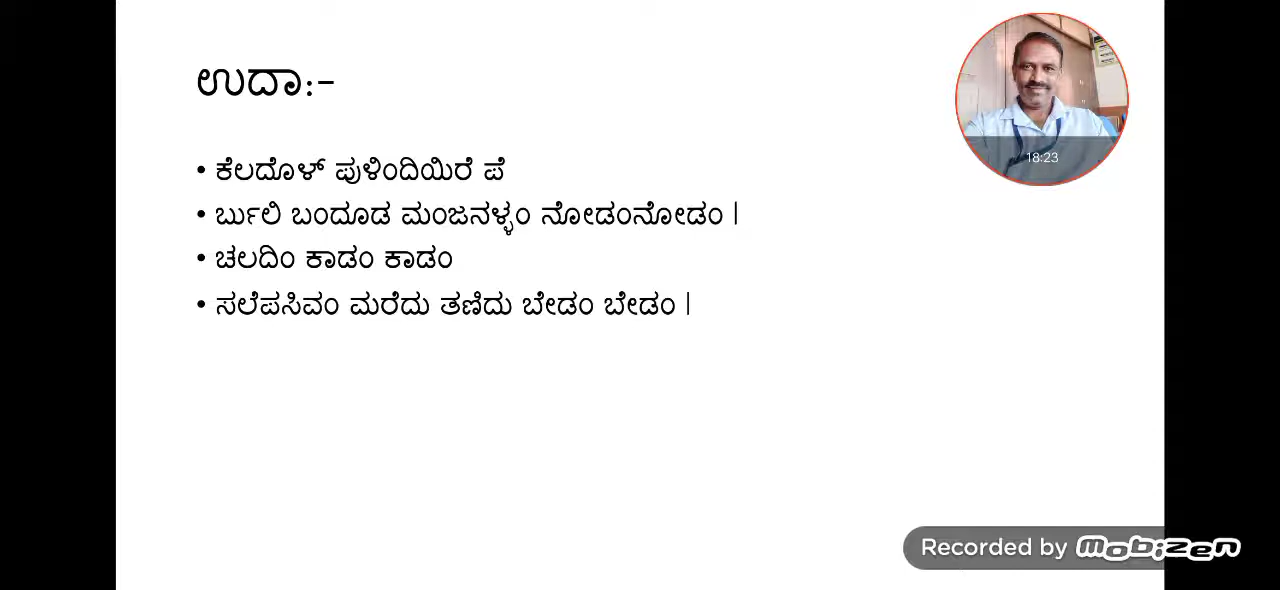 ಉದಾ:-
18:23
• ಕೆಲದೊಳ್ ಪುಳಿಂದಿಯಿರೆ ಪೆ
• ರ್ಬುಲಿ ಬಂದೂಡ ಮಂಜನಳ್ಳಂ ನೋಡಂನೋಡಂ |
• ಚಲದಿಂ ಕಾಡಂ ಕಾಡಂ
• ಸಲೆಪಸಿವಂ ಮರೆದು ತಣಿದು ಬೇಡಂ ಬೇಡಂ |
Recorded by Mobizen